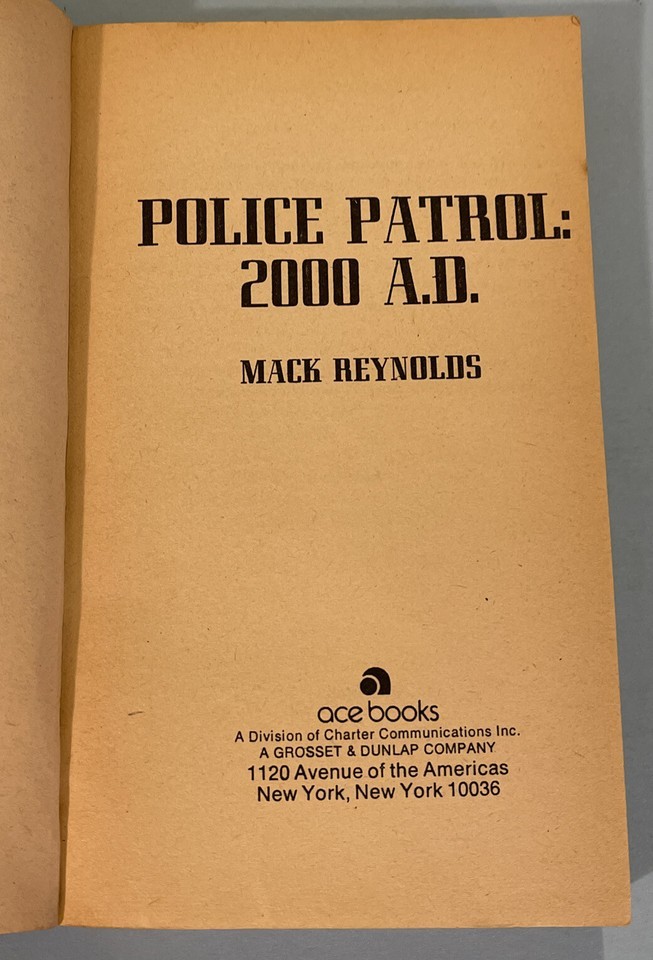 POLICE PATROL:
2000 A.D.
MACK REYNOLDS
ace books
A Division of Charter Communications Inc.
A GROSSET & DUNLAP COMPANY
1120 Avenue of the Americas
New York, New York 10036